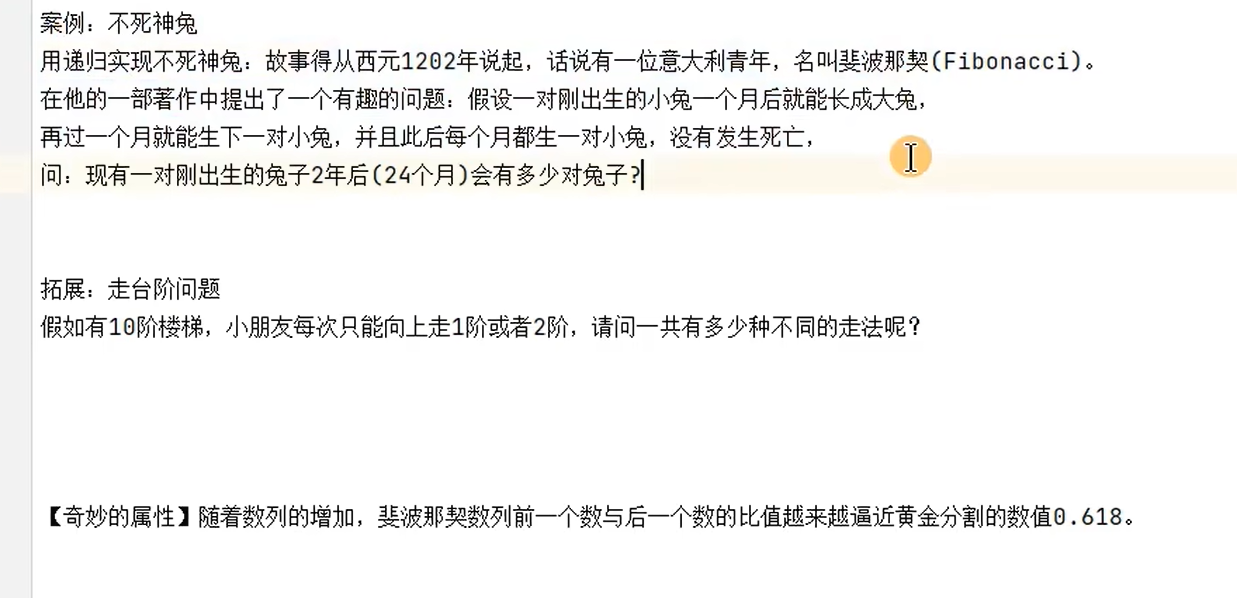 案例：不死神兔
用递归实现不死神兔：故事得从西元1202年说起，话说有一位意大利青年，名叫斐波那契(Fibonacci)。
在他的一部著作中提出了一个有趣的问题：假设一对刚出生的小兔一个月后就能长成大兔，
再过一个月就能生下一对小兔，并且此后每个月都生一对小兔，没有发生死亡，
问：现有一对刚出生的兔子2年后(24个月)会有多少对兔子?
拓展：走台阶问题
假如有10阶楼梯，小朋友每次只能向上走1阶或者2阶，请问一共有多少种不同的走法呢？
【奇妙的属性】随着数列的增加，斐波那契数列前一个数与后一个数的比值越来越逼近黄金分割的数值0.618。